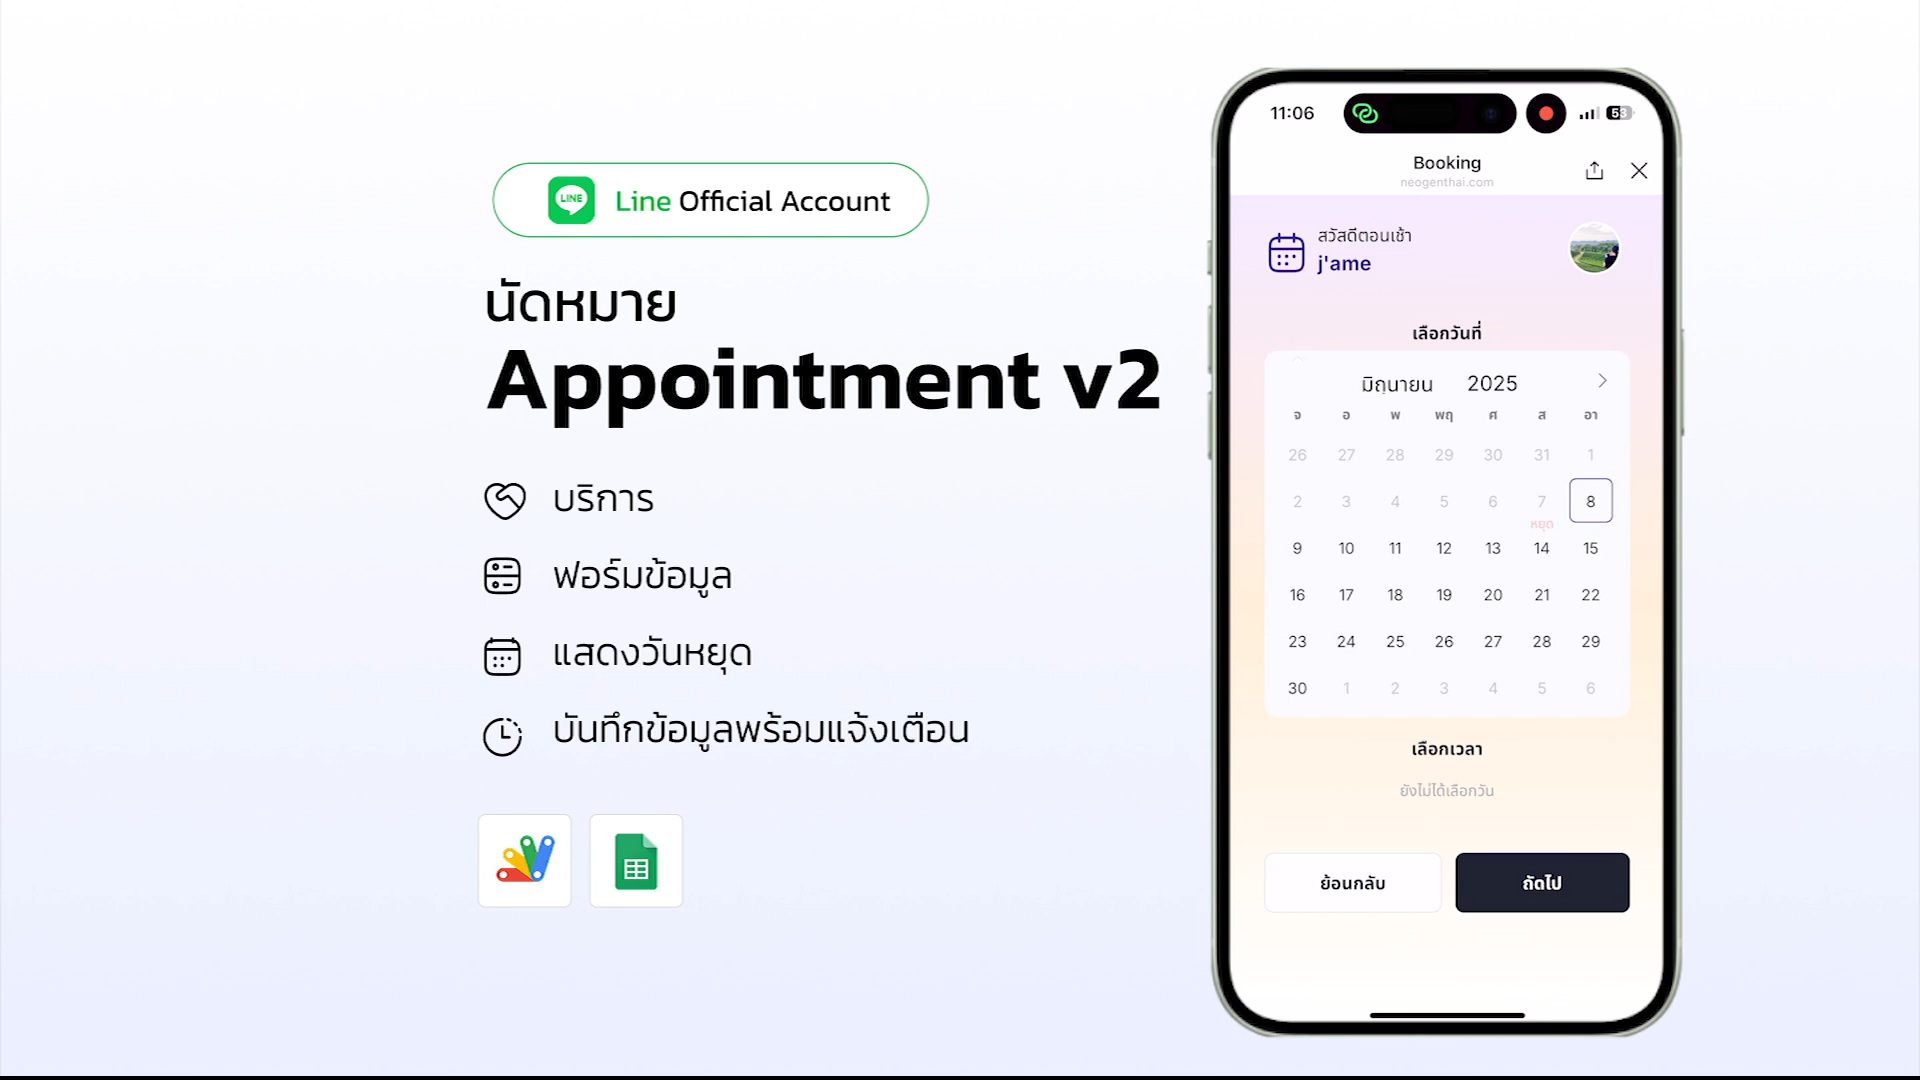 LINE
Line Official Account
นัดหมาย
Appointment v2
บริการ
ฟอร์มข้อมูล
แสดงวันหยุด
บันทึกข้อมูลพร้อมแจ้งเตือน
11:06
53
Booking
neogenthai.com
สวัสดีตอนเช้า
j'ame
เลือกวันที่
มิถุนายน 2025
จ อ พ พฤ ศ ส อา
26 27 28 29 30 31 1
2 3 4 5 6 7 8
หยุด
9 10 11 12 13 14 15
16 17 18 19 20 21 22
23 24 25 26 27 28 29
30 1 2 3 4 5 6
เลือกเวลา
ยังไม่ได้เลือกวัน
ย้อนกลับ ถัดไป